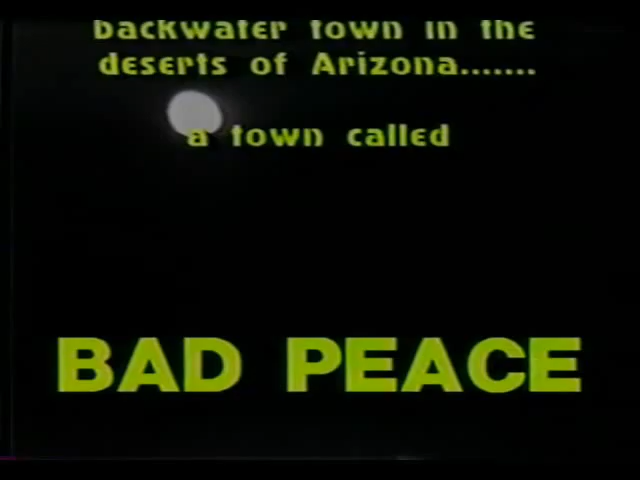 backwater town in the
deserts of Arizona.......
a town called
BAD PEACE